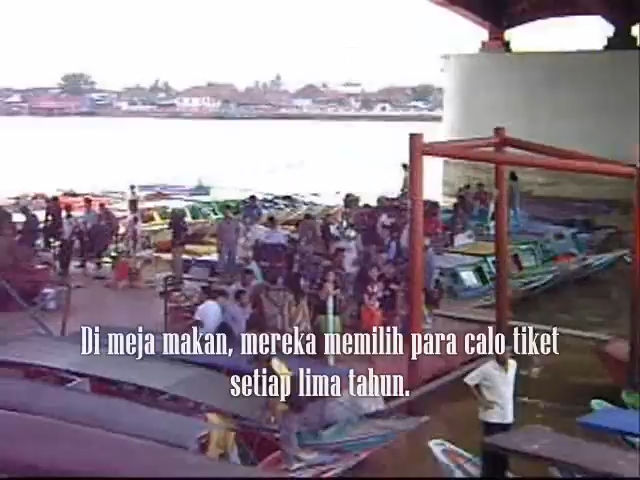 Di meja makan, mereka memilih para calo tiket
setiap lima tahun.